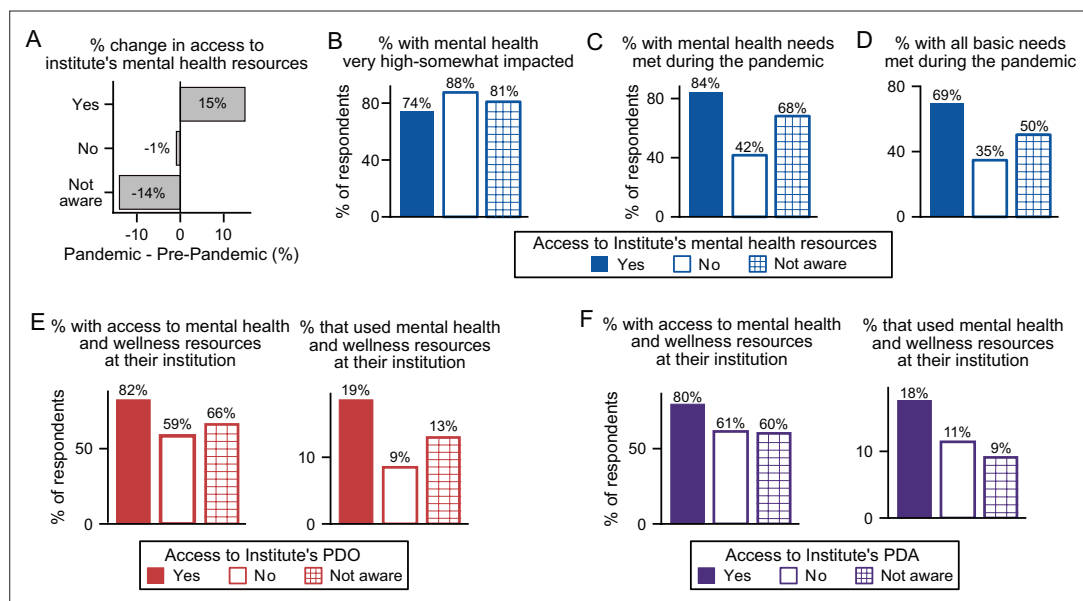 A
% change in access to
institute's mental health resources
Yes
15%
No
-1%
Not
aware
-14%
-10
0
10
Pandemic - Pre-Pandemic (%)
B
% with mental health
very high-somewhat impacted
% of respondents
80
40
0
74%
88%
81%
C
% with mental health needs
met during the pandemic
% of respondents
80
40
0
84%
42%
68%
D
% with all basic needs
met during the pandemic
80
40
0
69%
35%
50%
Access to Institute's mental health resources
Yes
No
Not aware
E
% with access to mental health
and wellness resources
at their institution
% of respondents
50
0
82%
59%
66%
% that used mental health
and wellness resources
at their institution
10
0
19%
9%
13%
Access to Institute's PDO
Yes
No
Not aware
F
% with access to mental health
and wellness resources
at their institution
% of respondents
50
0
80%
61%
60%
% that used mental health
and wellness resources
at their institution
10
0
18%
11%
9%
Access to Institute's PDA
Yes
No
Not aware